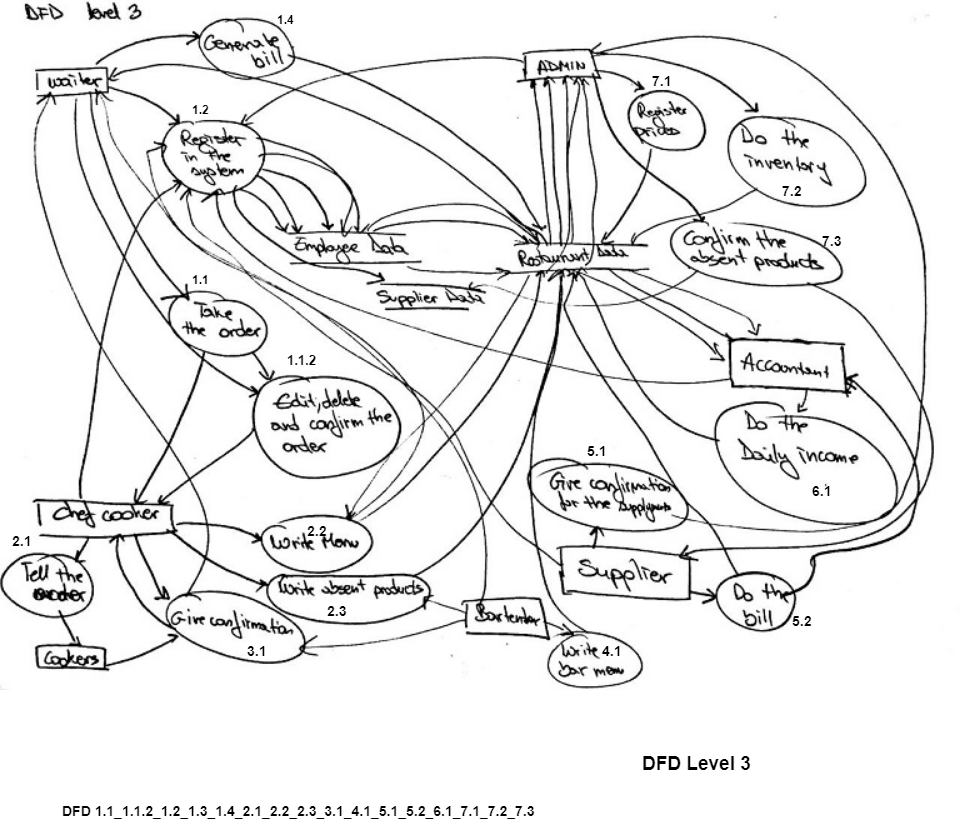 DFD level 3
1.4
Generate
bill
waiter
ADMIN
7.1
Register
prices
1.2
Register
in the
system
Do the
inventory
7.2
Employee Data
Restaurant Data
Confirm the
absent products
7.3
Supplier Data
1.1
Take
the order
1.1.2
Edit, delete
and confirm the
order
Accountant
Do the
Daily income
6.1
5.1
Give confirmation
for the supplyments
Chef cooker
2.2
Write Menu
2.1
Tell the
order
Supplier
Write absent products
2.3
Do the
bill
5.2
Give confirmation
3.1
Bartender
Cookers
Write 4.1
bar menu
DFD Level 3
DFD 1.1_1.1.2_1.2_1.3_1.4_2.1_2.2_2.3_3.1_4.1_5.1_5.2_6.1_7.1_7.2_7.3